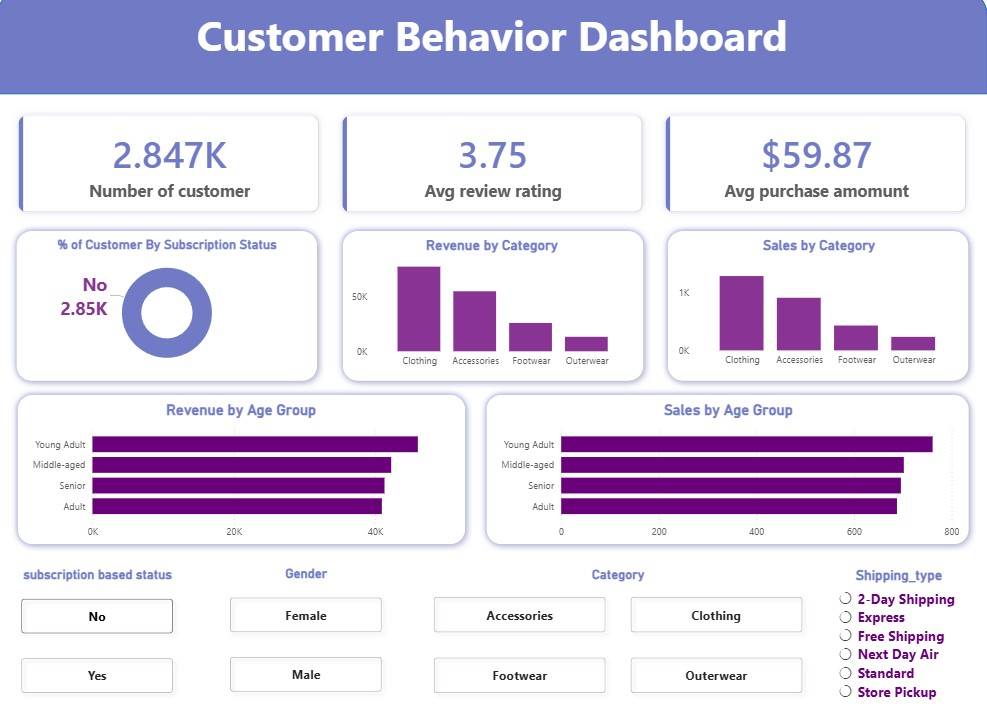 Customer Behavior Dashboard
2.847K
Number of customer
3.75
Avg review rating
$59.87
Avg purchase amomunt
% of Customer By Subscription Status
No
2.85K
Revenue by Category
50K
0K
Clothing Accessories Footwear Outerwear
Sales by Category
1K
0K
Clothing Accessories Footwear Outerwear
Revenue by Age Group
Young Adult
Middle-aged
Senior
Adult
0K 20K 40K
Sales by Age Group
Young Adult
Middle-aged
Senior
Adult
0 200 400 600 800
subscription based status
No
Yes
Gender
Female
Male
Category
Accessories Clothing
Footwear Outerwear
Shipping_type
2-Day Shipping
Express
Free Shipping
Next Day Air
Standard
Store Pickup